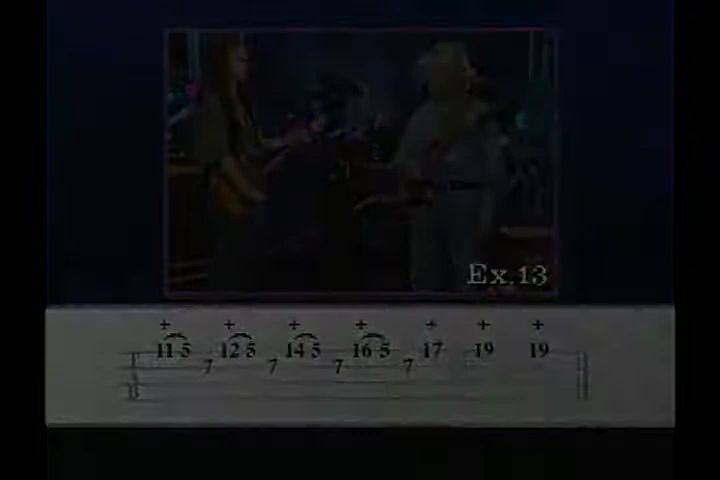 Ex.13
+ + + + + + +
11 5 12 5 14 5 16 5 17 19 19
7 7 7 7